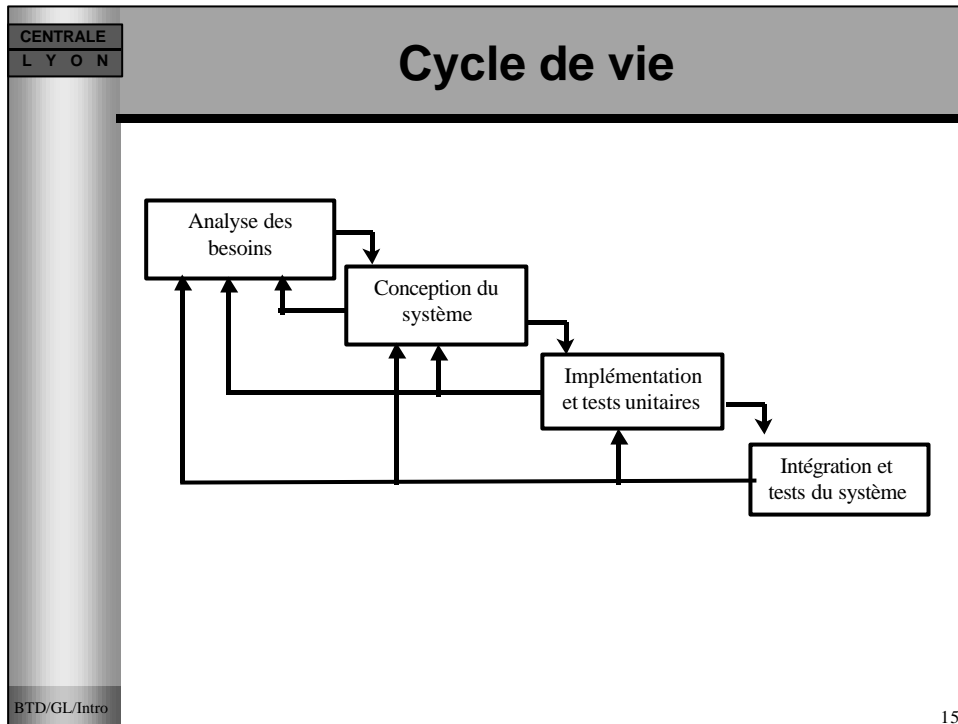 CENTRALE
L Y O N
Cycle de vie
Analyse des
besoins
Conception du
système
Implémentation
et tests unitaires
Intégration et
tests du système
BTD/GL/Intro
15